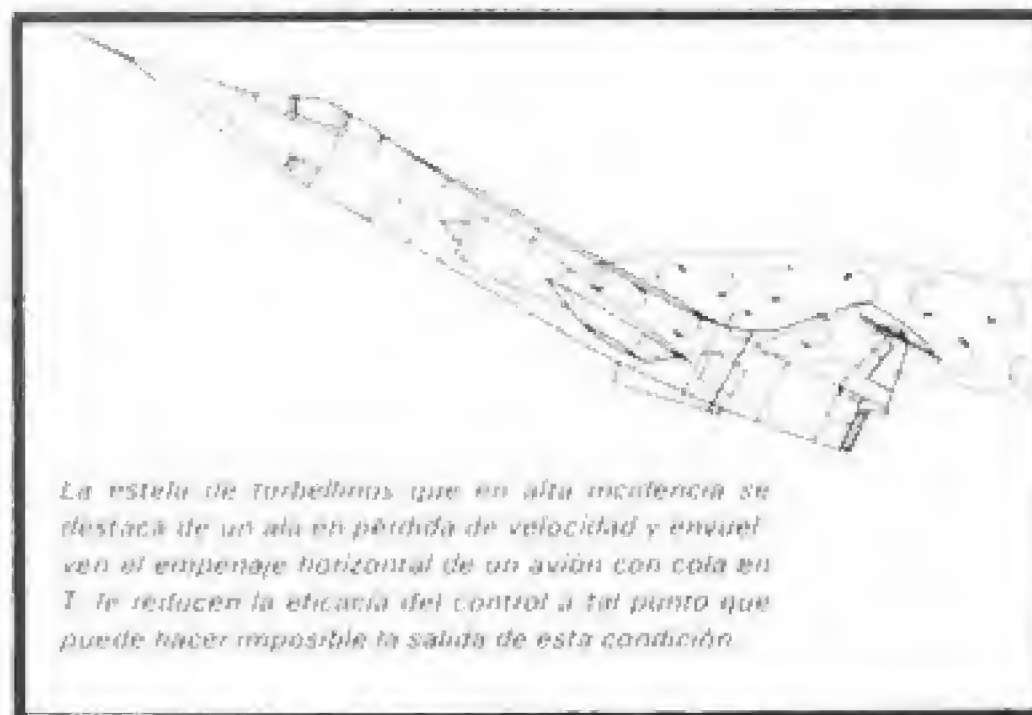 La estela de turbellinos que en alta incidencia se
destaca de un ala en pérdida de velocidad y envuel
ven el empenaje horizontal de un avión con cola en
T le reducen la eficacia del control a tal punto que
puede hacer imposible la salida de esta condición.